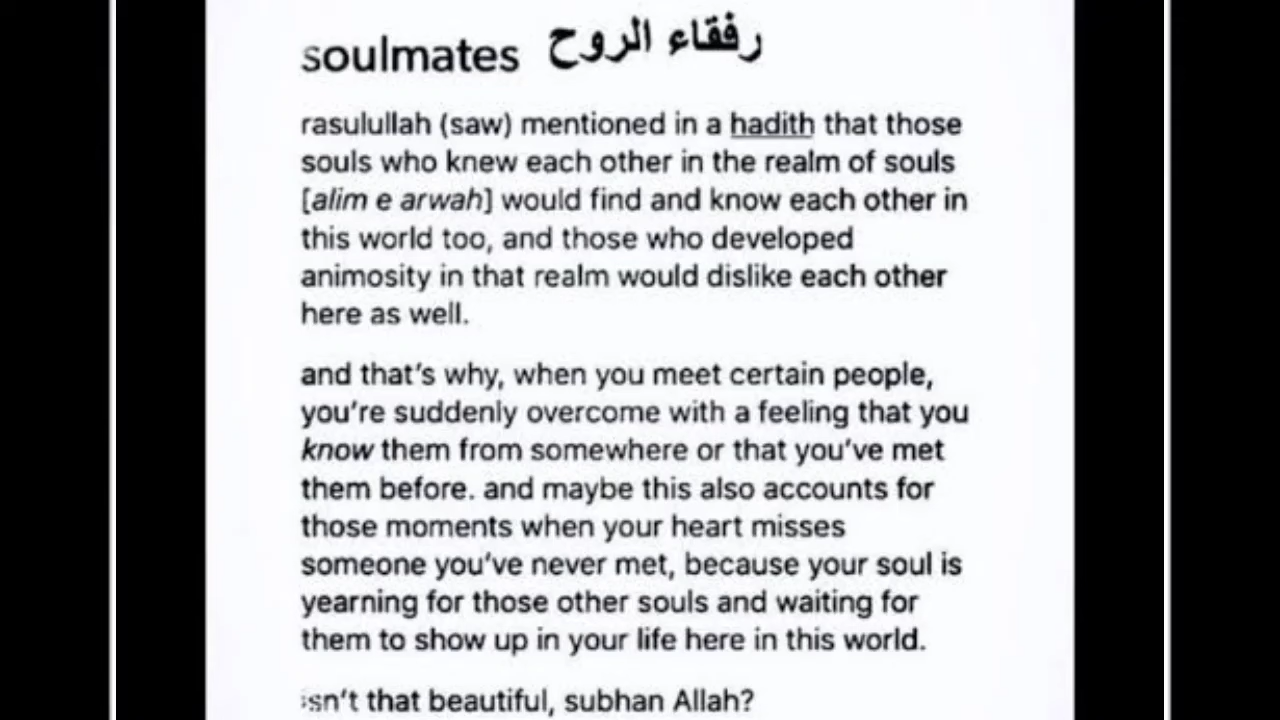 soulmates رفقاء الروح
rasulullah (saw) mentioned in a hadith that those
souls who knew each other in the realm of souls
[alim e arwah] would find and know each other in
this world too, and those who developed
animosity in that realm would dislike each other
here as well.
and that's why, when you meet certain people,
you're suddenly overcome with a feeling that you
know them from somewhere or that you've met
them before. and maybe this also accounts for
those moments when your heart misses
someone you've never met, because your soul is
yearning for those other souls and waiting for
them to show up in your life here in this world.
isn't that beautiful, subhan Allah?